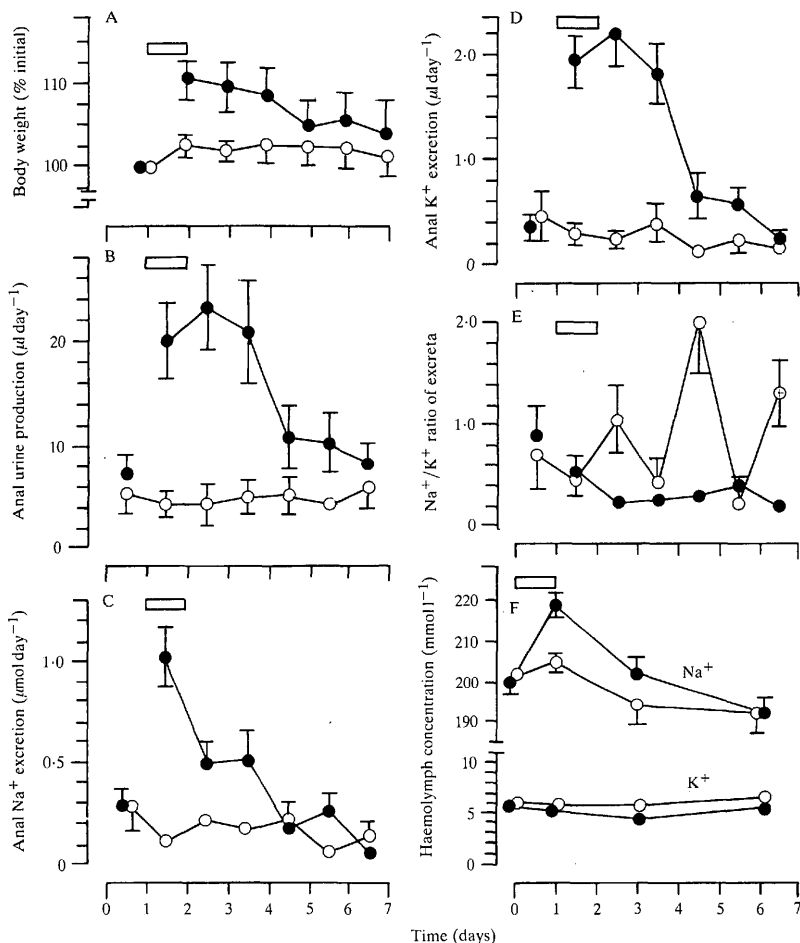 A
Body weight (% initial)
110
100
B
Anal urine production (µl day−1)
20
10
0
C
Anal Na+ excretion (µmol day−1)
1·0
0·5
0
0 1 2 3 4 5 6 7
D
Anal K+ excretion (µl day−1)
2·0
1·0
0
E
Na+/K+ ratio of excreta
2·0
1·0
0
F
Haemolymph concentration (mmol l−1)
220
210
200
190
10
5
0
Na+
K+
0 1 2 3 4 5 6 7
Time (days)